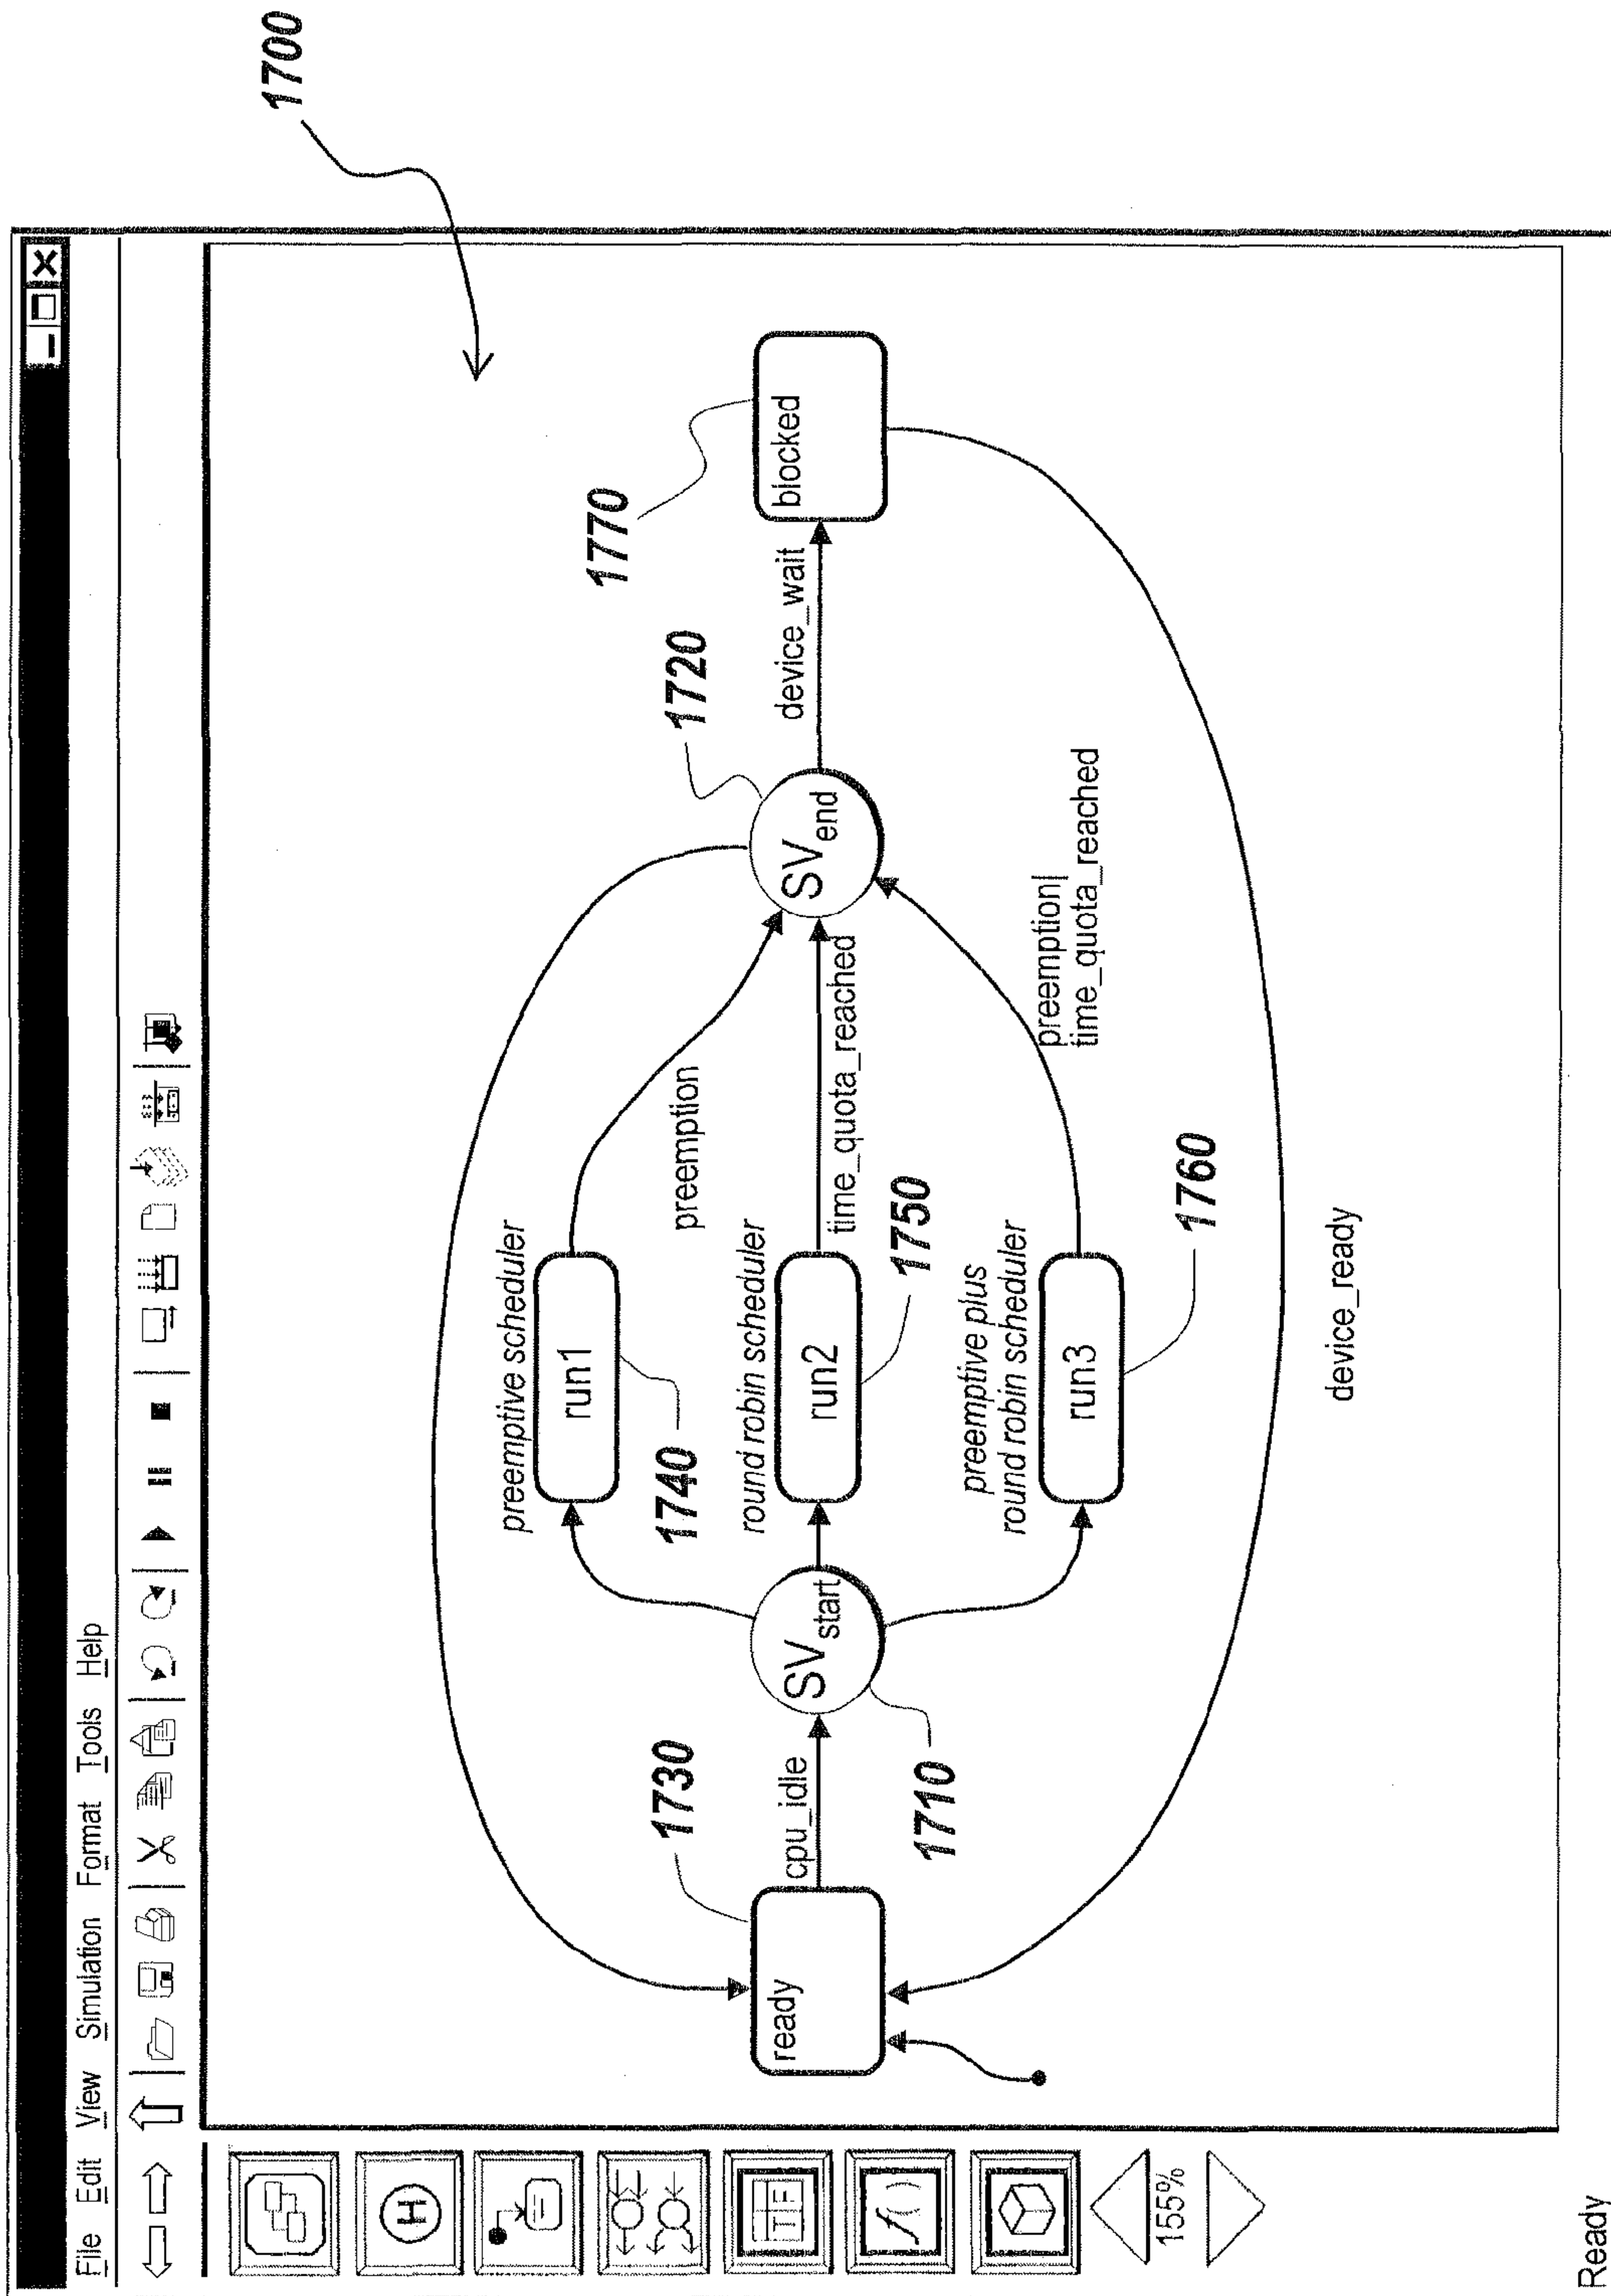 File Edit View Simulation Format Tools Help
1700
preemptive scheduler
run1
1740
preemption
1730
ready
cpu_idle
SVstart
1710
round robin scheduler
run2
time_quota_reached
1750
SVend
1720
device_wait
1770
blocked
preemptive plus
round robin scheduler
run3
1760
preemption|
time_quota_reached
device_ready
H
T F
f()
155%
Ready